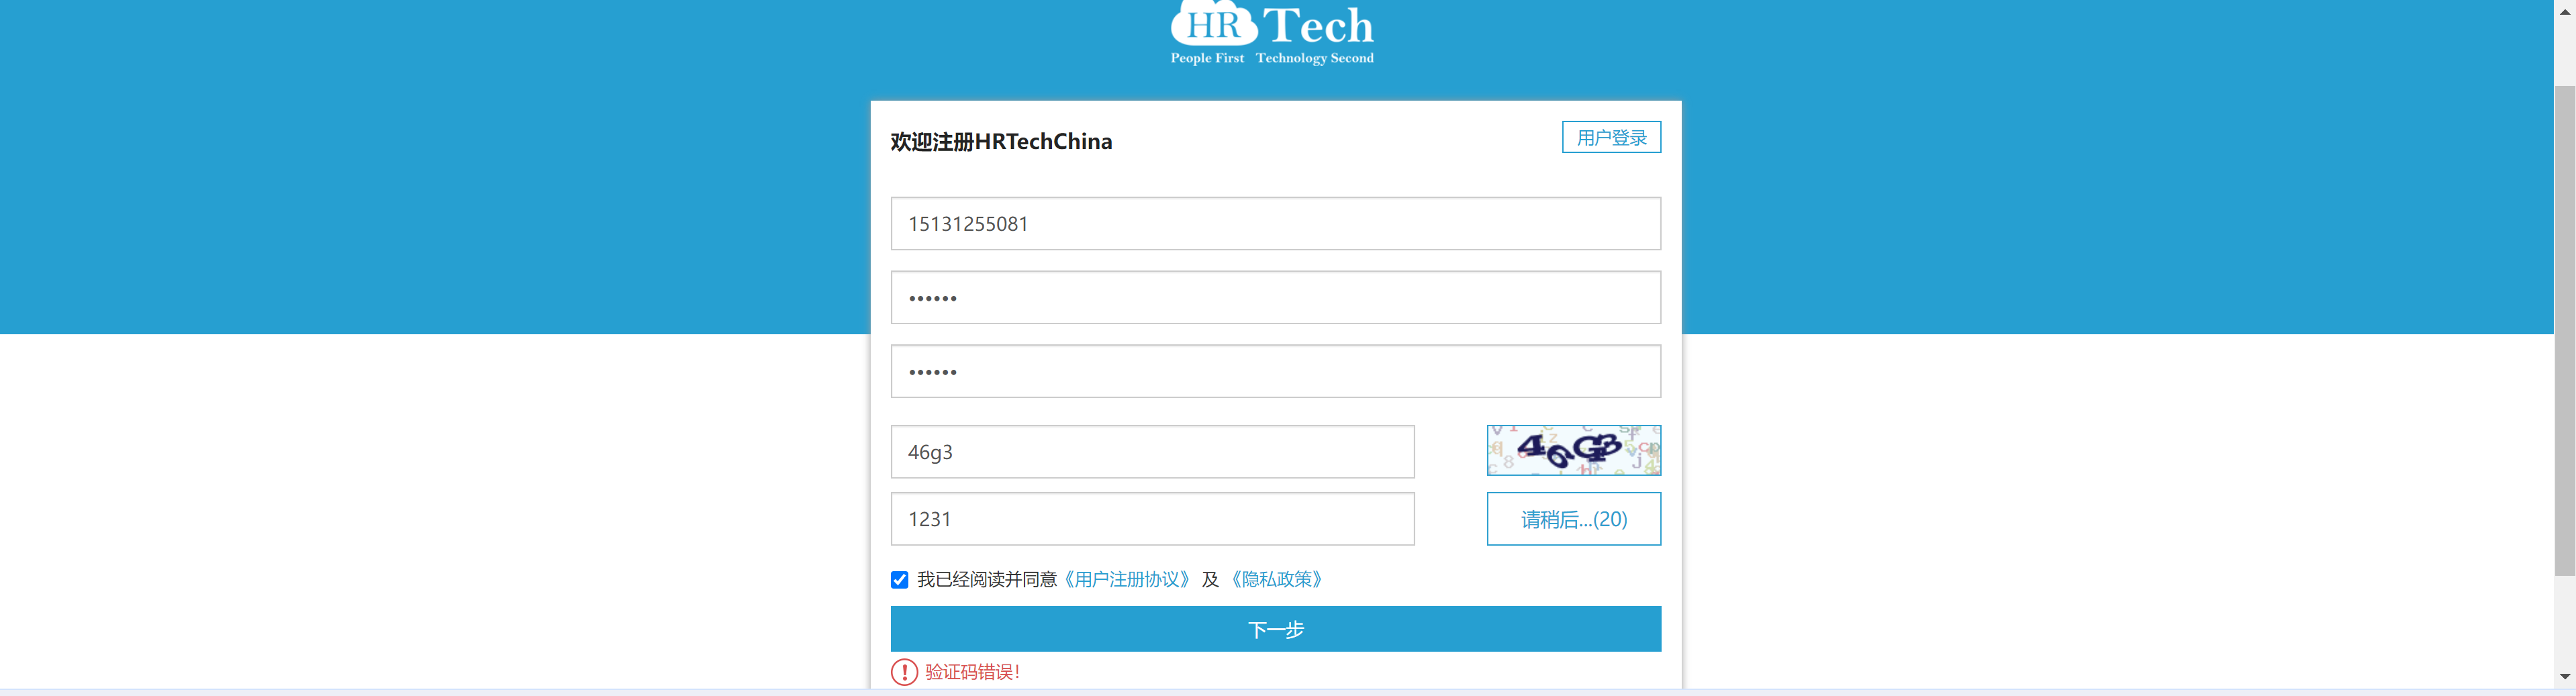 HR Tech
People First Technology Second
欢迎注册HRTechChina
用户登录
15131255081
••••••
••••••
46g3
46GB
1231
请稍后...(20)
我已经阅读并同意《用户注册协议》 及 《隐私政策》
下一步
验证码错误!